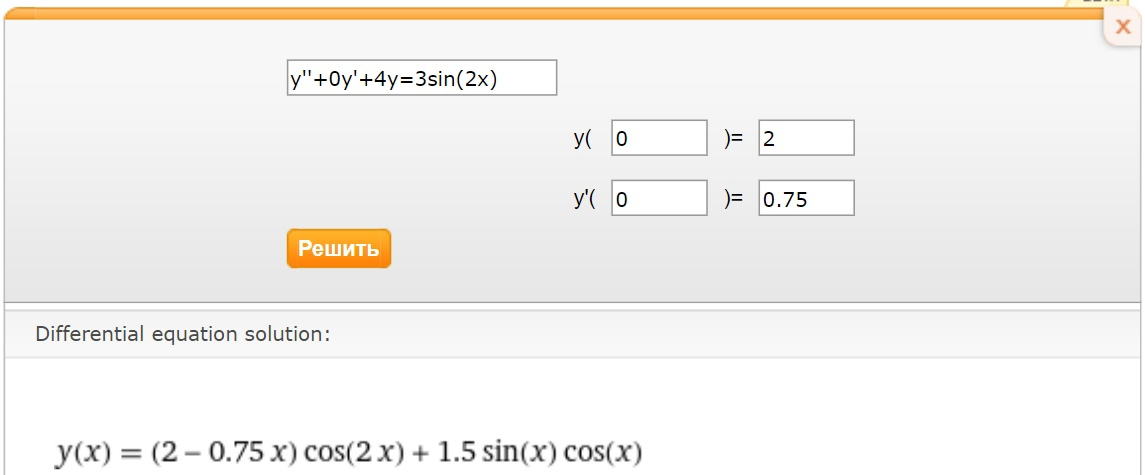 x
y''+0y'+4y=3sin(2x)
y( 0 )= 2
y'( 0 )= 0.75
Решить
Differential equation solution:
y(x) = (2 – 0.75 x) cos(2 x) + 1.5 sin(x) cos(x)